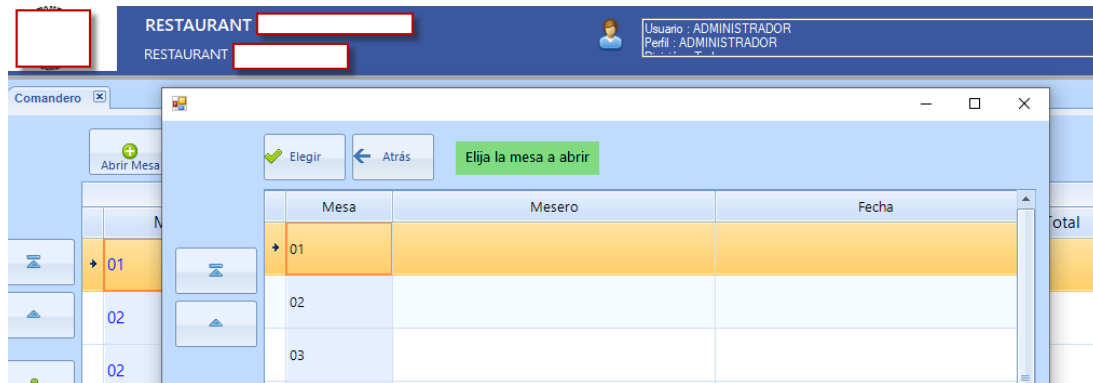 RESTAURANT
RESTAURANT
Usuario : ADMINISTRADOR
Perfil : ADMINISTRADOR
Comandero
Abrir Mesa
Elegir
Atrás
Elija la mesa a abrir
Mesa Mesero Fecha
01
02
03
01
02
02